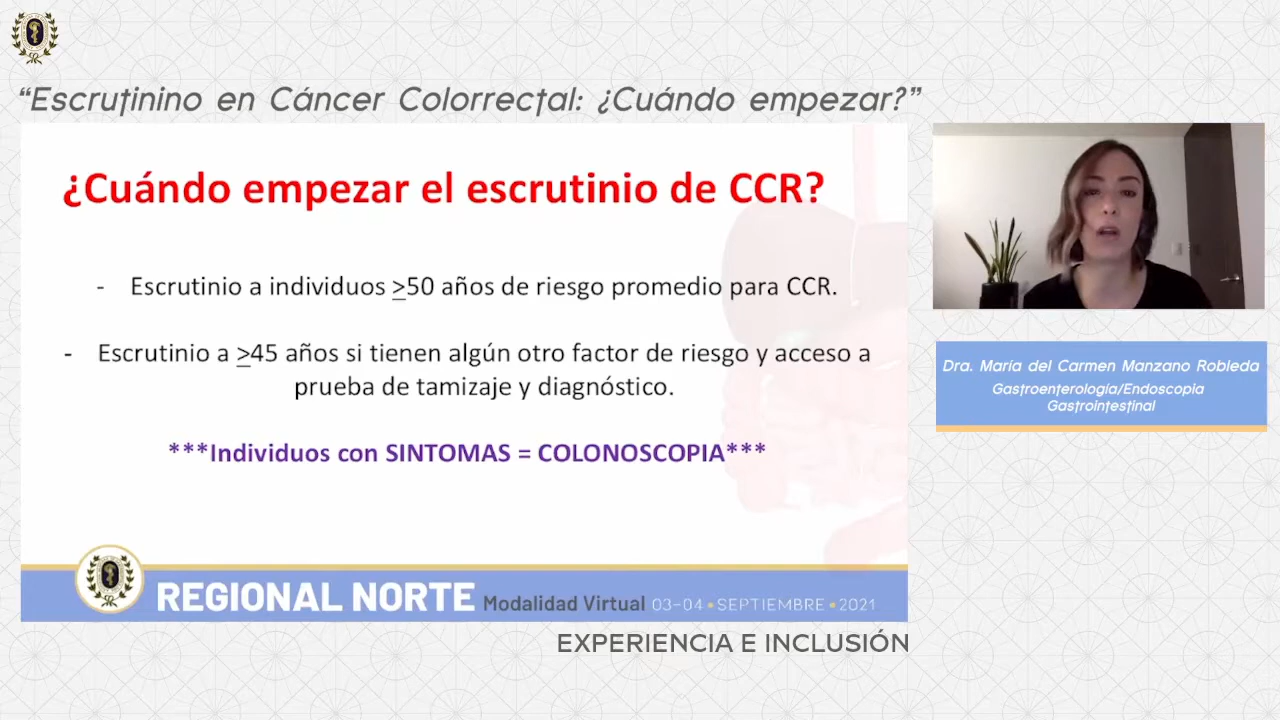 “Escrutinino en Cáncer Colorrectal: ¿Cuándo empezar?”
¿Cuándo empezar el escrutinio de CCR?
- Escrutinio a individuos >50 años de riesgo promedio para CCR.
- Escrutinio a >45 años si tienen algún otro factor de riesgo y acceso a
prueba de tamizaje y diagnóstico.
***Individuos con SINTOMAS = COLONOSCOPIA***
REGIONAL NORTE Modalidad Virtual 03-04 • SEPTIEMBRE • 2021
EXPERIENCIA E INCLUSIÓN
Dra. María del Carmen Manzano Robleda
Gastroenterología/Endoscopia
Gastrointestinal